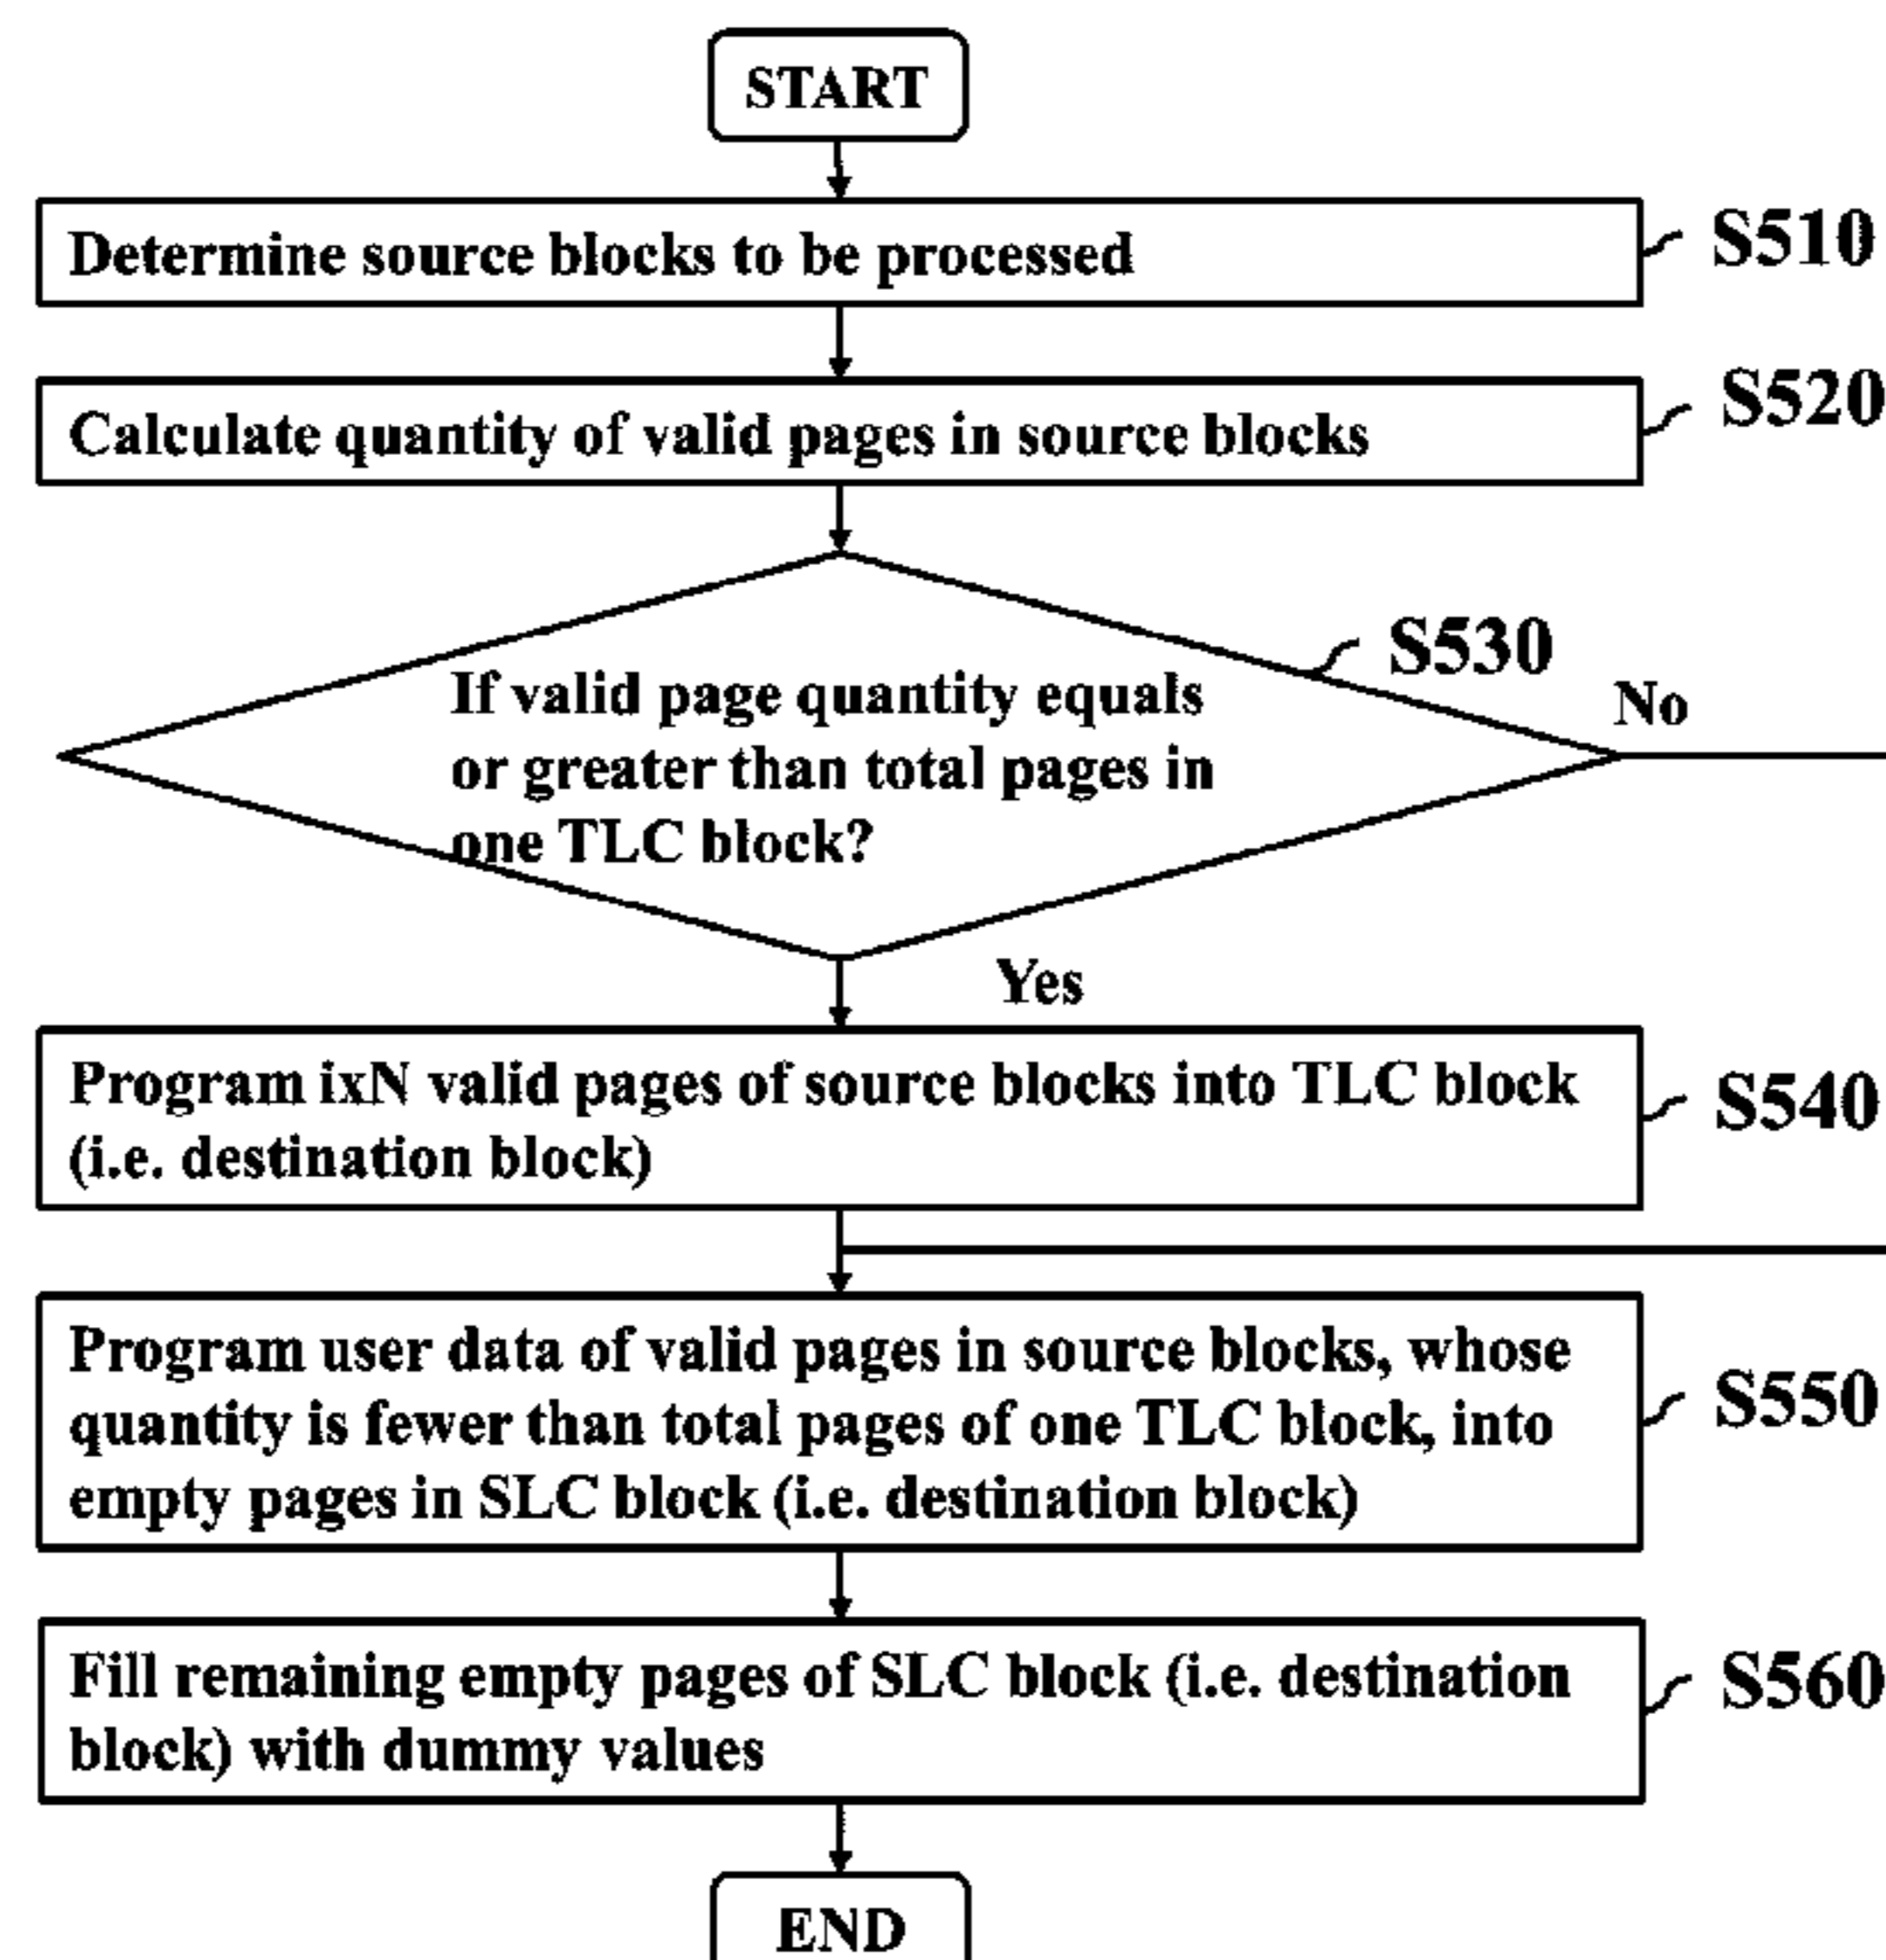 START
Determine source blocks to be processed
S510
Calculate quantity of valid pages in source blocks
S520
S530
If valid page quantity equals
or greater than total pages in
one TLC block?
No
Yes
Program ixN valid pages of source blocks into TLC block
(i.e. destination block)
S540
Program user data of valid pages in source blocks, whose
quantity is fewer than total pages of one TLC block, into
empty pages in SLC block (i.e. destination block)
S550
Fill remaining empty pages of SLC block (i.e. destination
block) with dummy values
S560
END